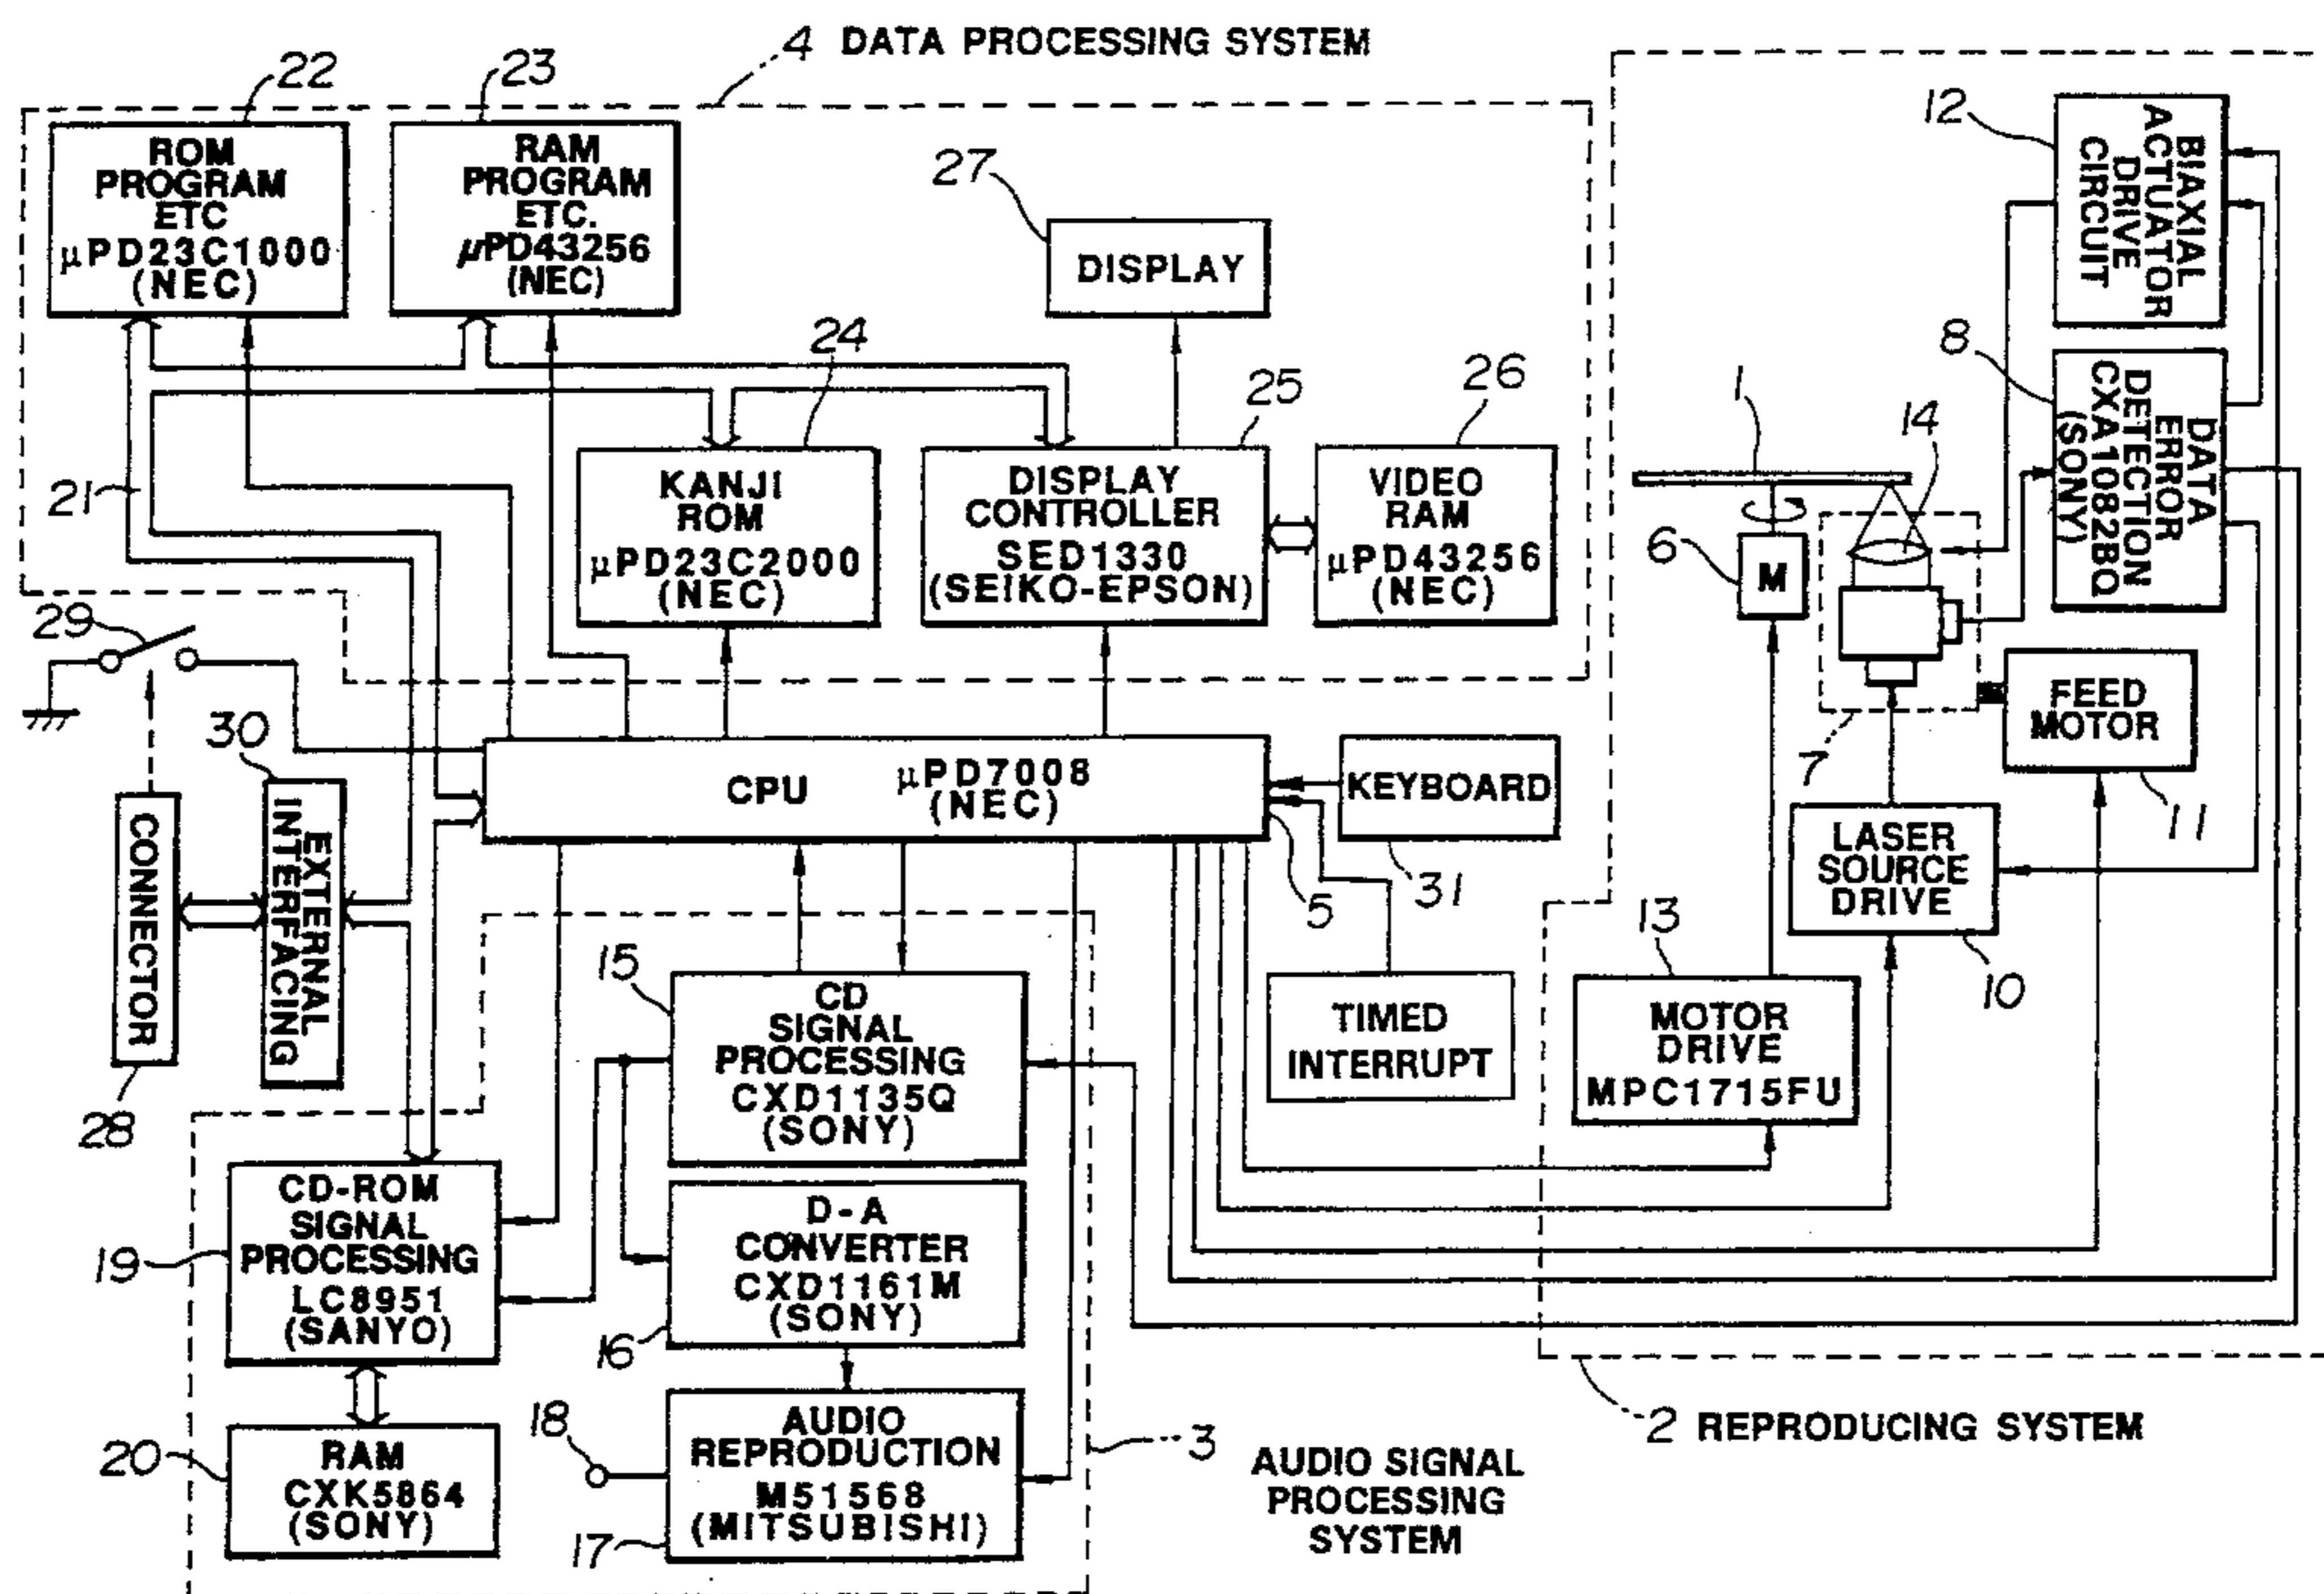 4 DATA PROCESSING SYSTEM
22
ROM
PROGRAM
ETC
μPD23C1000
(NEC)
23
RAM
PROGRAM
ETC.
μPD43256
(NEC)
27
DISPLAY
12
BIAXIAL
ACTUATOR
DRIVE
CIRCUIT
24
KANJI
ROM
μPD23C2000
(NEC)
25
DISPLAY
CONTROLLER
SED1330
(SEIKO-EPSON)
26
VIDEO
RAM
μPD43256
(NEC)
8
DATA
ERROR
DETECTION
CXA1082BQ
(SONY)
1
14
6
M
7
FEED
MOTOR
11
21
29
30
EXTERNAL
INTERFACING
CONNECTOR
28
CPU
μPD7008
(NEC)
5
KEYBOARD
31
TIMED
INTERRUPT
LASER
SOURCE
DRIVE
10
13
MOTOR
DRIVE
MPC1715FU
15
CD
SIGNAL
PROCESSING
CXD1135Q
(SONY)
19
CD-ROM
SIGNAL
PROCESSING
LC8951
(SANYO)
16
D-A
CONVERTER
CXD1161M
(SONY)
20
RAM
CXK5864
(SONY)
18
17
AUDIO
REPRODUCTION
M51568
(MITSUBISHI)
3
AUDIO SIGNAL
PROCESSING
SYSTEM
2 REPRODUCING SYSTEM